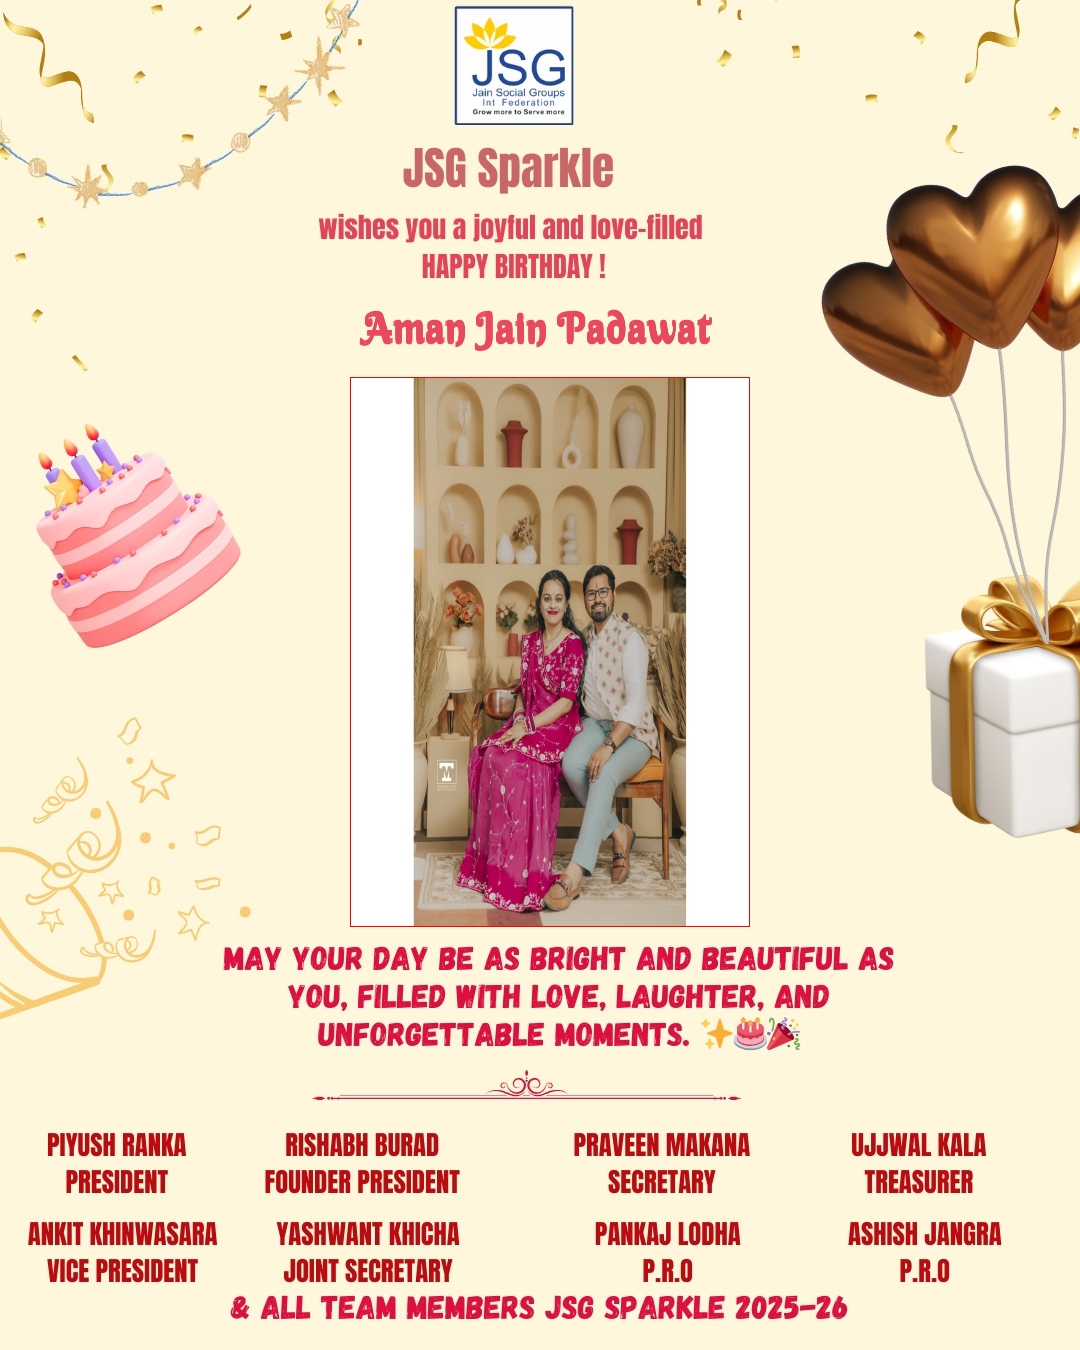 JSG
Jain Social Groups
Int Federation
Grow more to Serve more
JSG Sparkle
wishes you a joyful and love-filled
HAPPY BIRTHDAY !
Aman Jain Padawat
MAY YOUR DAY BE AS BRIGHT AND BEAUTIFUL AS
YOU, FILLED WITH LOVE, LAUGHTER, AND
UNFORGETTABLE MOMENTS. ✨🎂🎉
PIYUSH RANKA
PRESIDENT
RISHABH BURAD
FOUNDER PRESIDENT
PRAVEEN MAKANA
SECRETARY
UJJWAL KALA
TREASURER
ANKIT KHINWASARA
VICE PRESIDENT
YASHWANT KHICHA
JOINT SECRETARY
PANKAJ LODHA
P.R.O
ASHISH JANGRA
P.R.O
& ALL TEAM MEMBERS JSG SPARKLE 2025-26